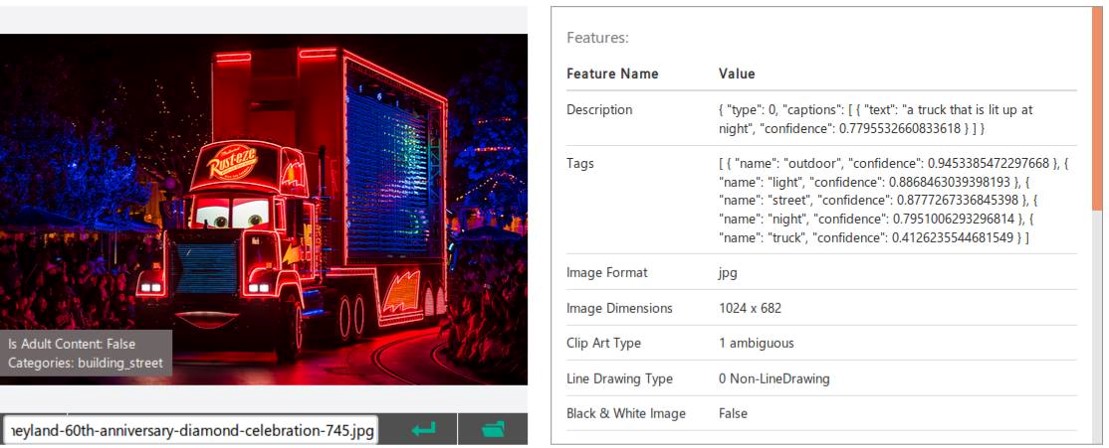 Rust-eze
Is Adult Content: False
Categories: building_street
neyland-60th-anniversary-diamond-celebration-745.jpg
Features:
Feature Name Value
Description { "type": 0, "captions": [ { "text": "a truck that is lit up at
night", "confidence": 0.7795532660833618 } ] }
Tags [ { "name": "outdoor", "confidence": 0.9453385472297668 }, {
"name": "light", "confidence": 0.8868463039398193 }, {
"name": "street", "confidence": 0.8777267336845398 }, {
"name": "night", "confidence": 0.7951006293296814 }, {
"name": "truck", "confidence": 0.4126235544681549 } ]
Image Format jpg
Image Dimensions 1024 x 682
Clip Art Type 1 ambiguous
Line Drawing Type 0 Non-LineDrawing
Black & White Image False